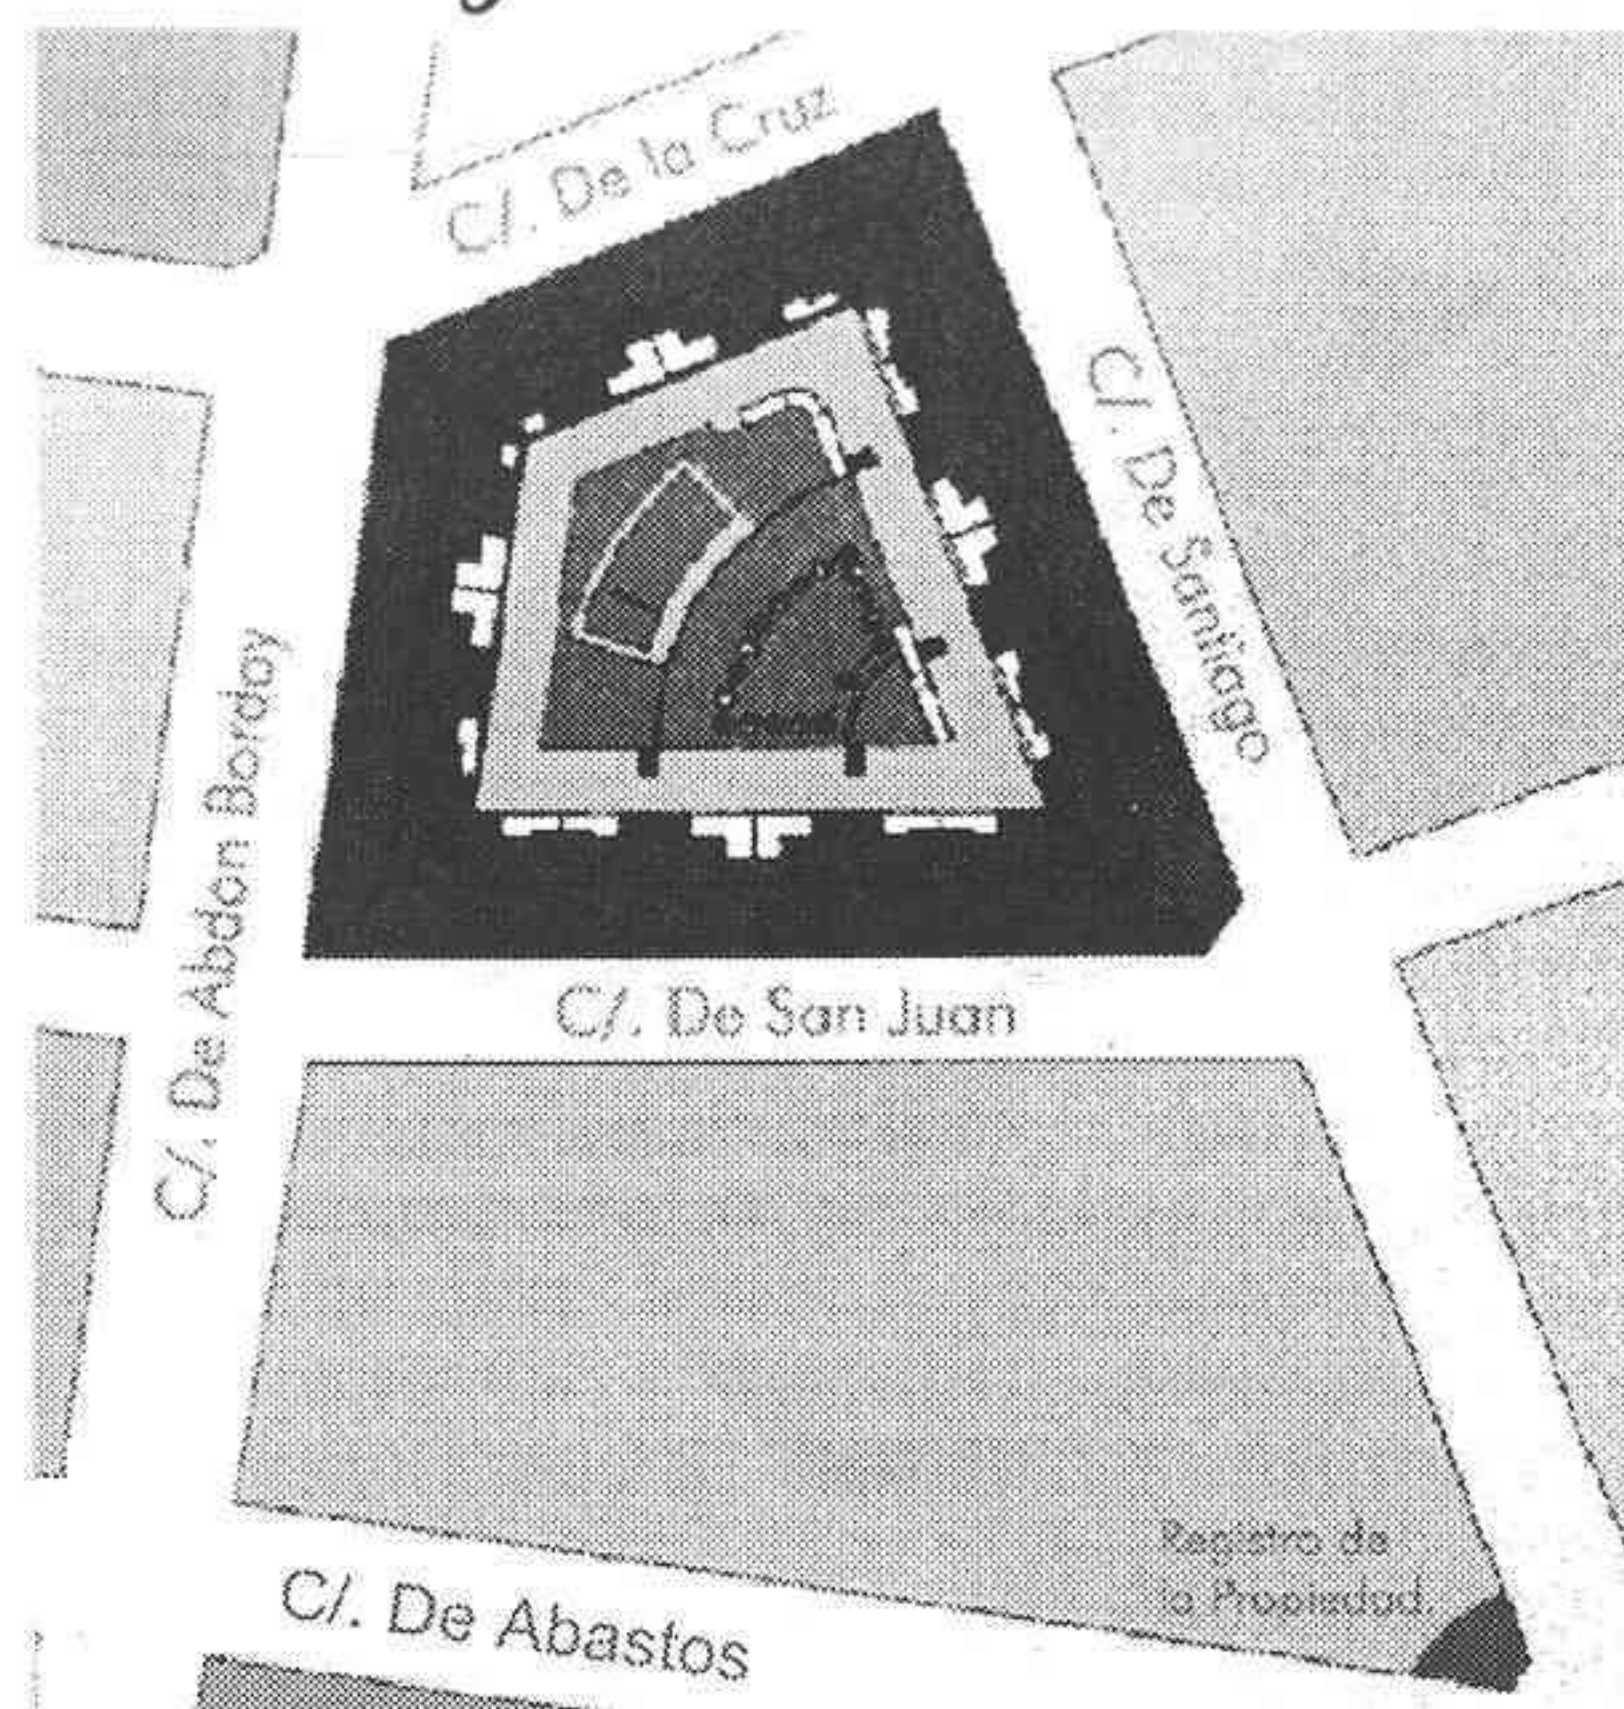 C/. De la Cruz
C/. De Santiago
C/. De Abdón Borday
C/. De San Juan
Registro de
la Propiedad.
C/. De Abastos